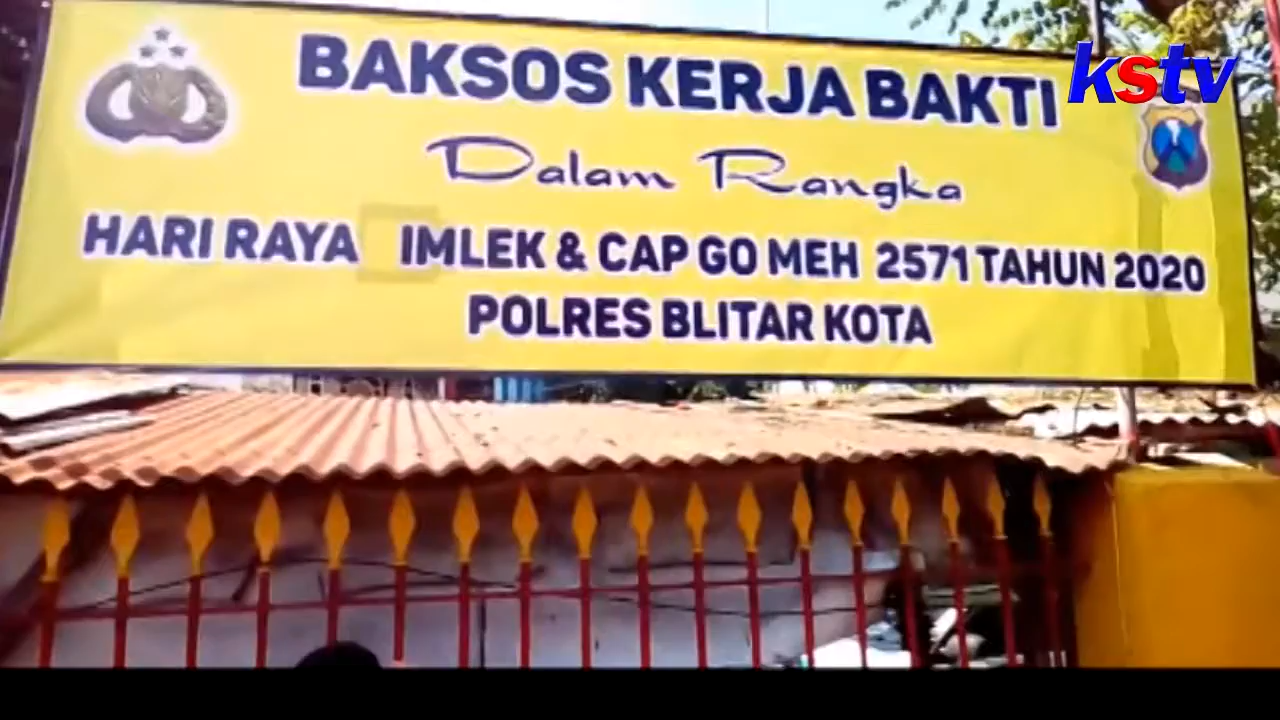 BAKSOS KERJA BAKTI
kstv
Dalam Rangka
HARI RAYA IMLEK & CAP GO MEH 2571 TAHUN 2020
POLRES BLITAR KOTA